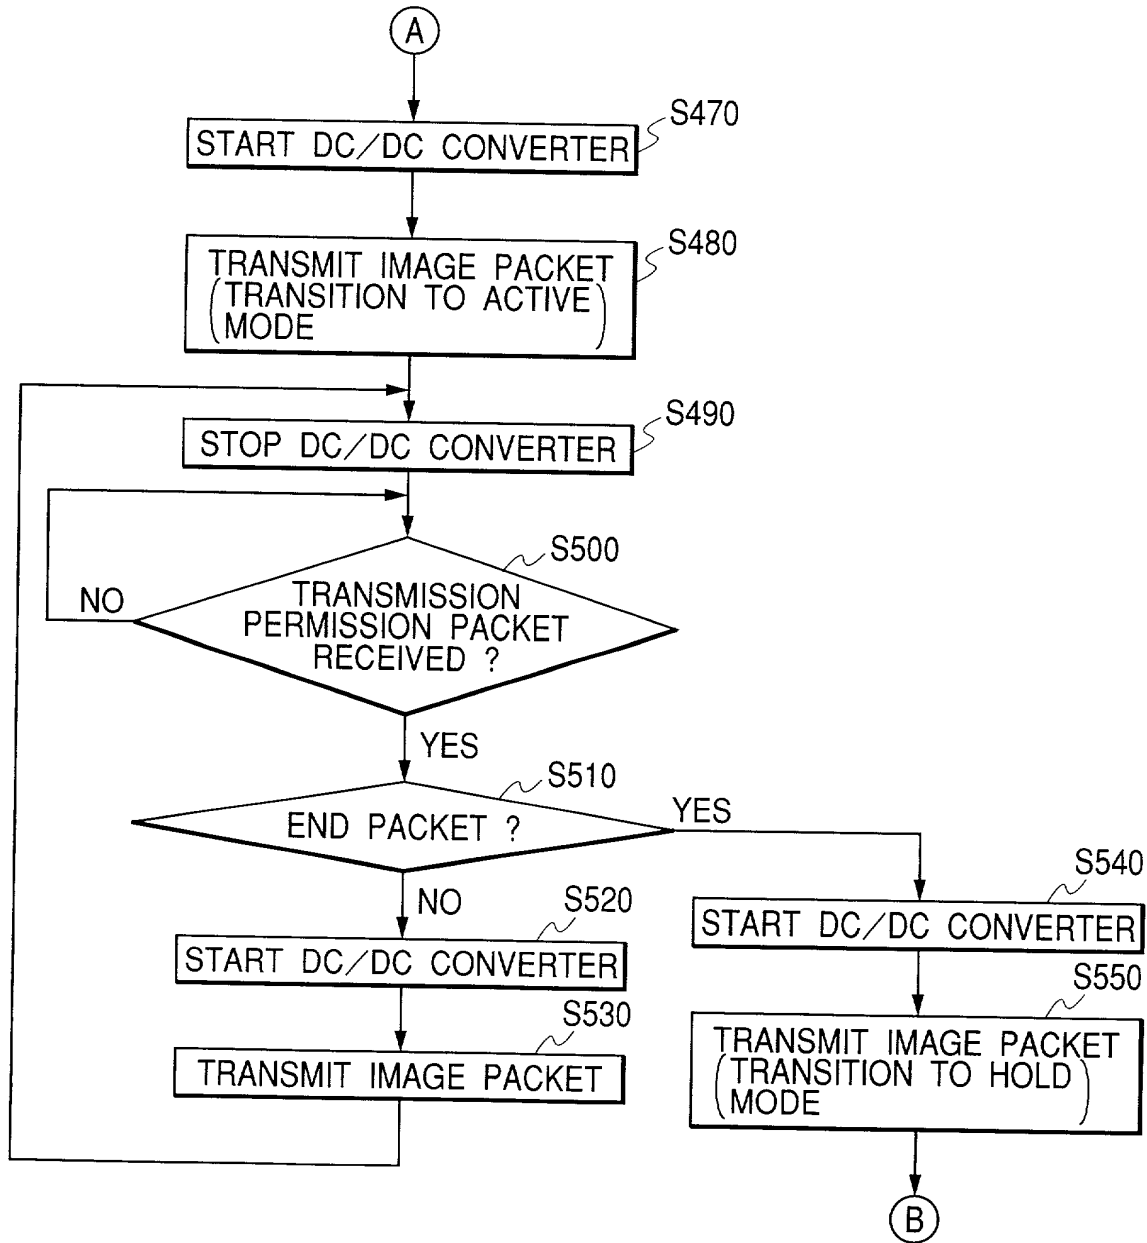 A
S470
START DC/DC CONVERTER
S480
TRANSMIT IMAGE PACKET
(TRANSITION TO ACTIVE
MODE)
S490
STOP DC/DC CONVERTER
S500
NO
TRANSMISSION
PERMISSION PACKET
RECEIVED ?
YES
S510
END PACKET ?
YES
NO
S520
START DC/DC CONVERTER
S530
TRANSMIT IMAGE PACKET
S540
START DC/DC CONVERTER
S550
TRANSMIT IMAGE PACKET
(TRANSITION TO HOLD
MODE)
B